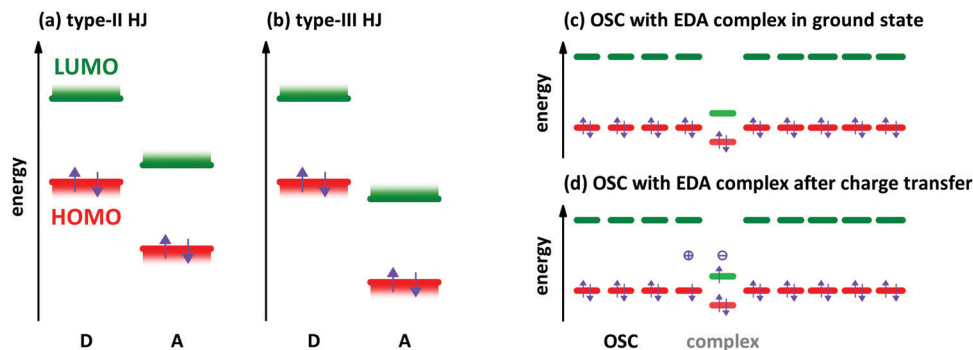 (a) type-II HJ
energy
LUMO
HOMO
D
A
(b) type-III HJ
D
A
(c) OSC with EDA complex in ground state
energy
(d) OSC with EDA complex after charge transfer
energy
⊕ ⊖
OSC
complex